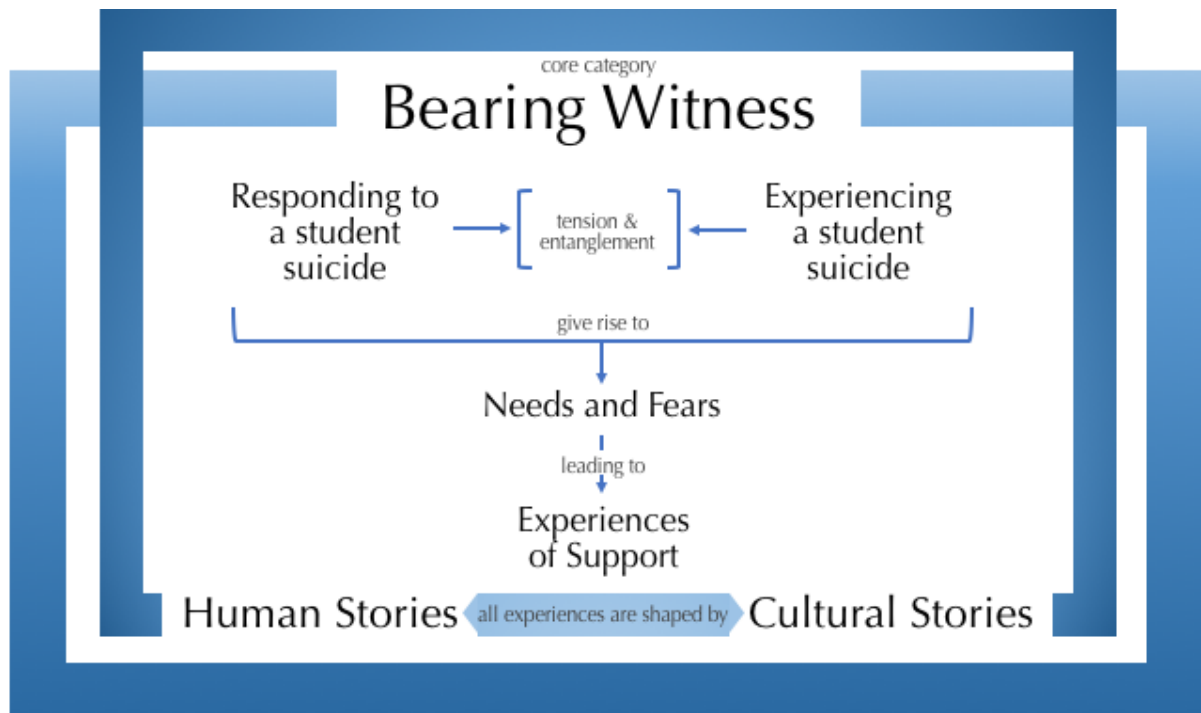 core category
Bearing Witness
Responding to
a student
suicide
tension &
entanglement
Experiencing
a student
suicide
give rise to
Needs and Fears
leading to
Experiences
of Support
Human Stories
all experiences are shaped by
Cultural Stories